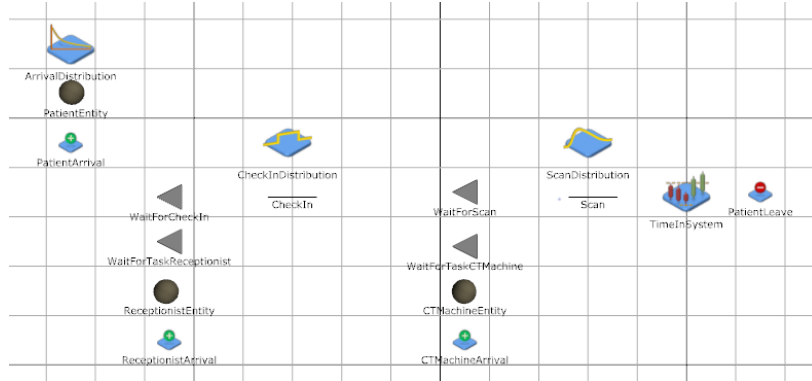 ArrivalDistribution
PatientEntity
PatientArrival
CheckInDistribution
ScanDistribution
WaitForCheckIn
CheckIn
WaitForScan
Scan
TimeInSystem
PatientLeave
WaitForTaskReceptionist
WaitForTaskCTMachine
ReceptionistEntity
CTMachineEntity
ReceptionistArrival
CTMachineArrival